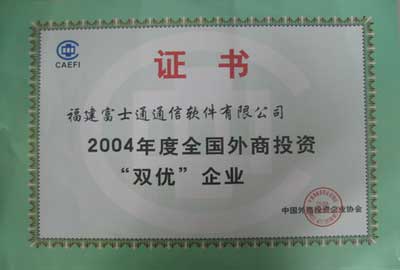 证书
CAEFI
福建富士通通信软件有限公司
2004年度全国外商投资
“双优”企业
中国外商投资企业协会